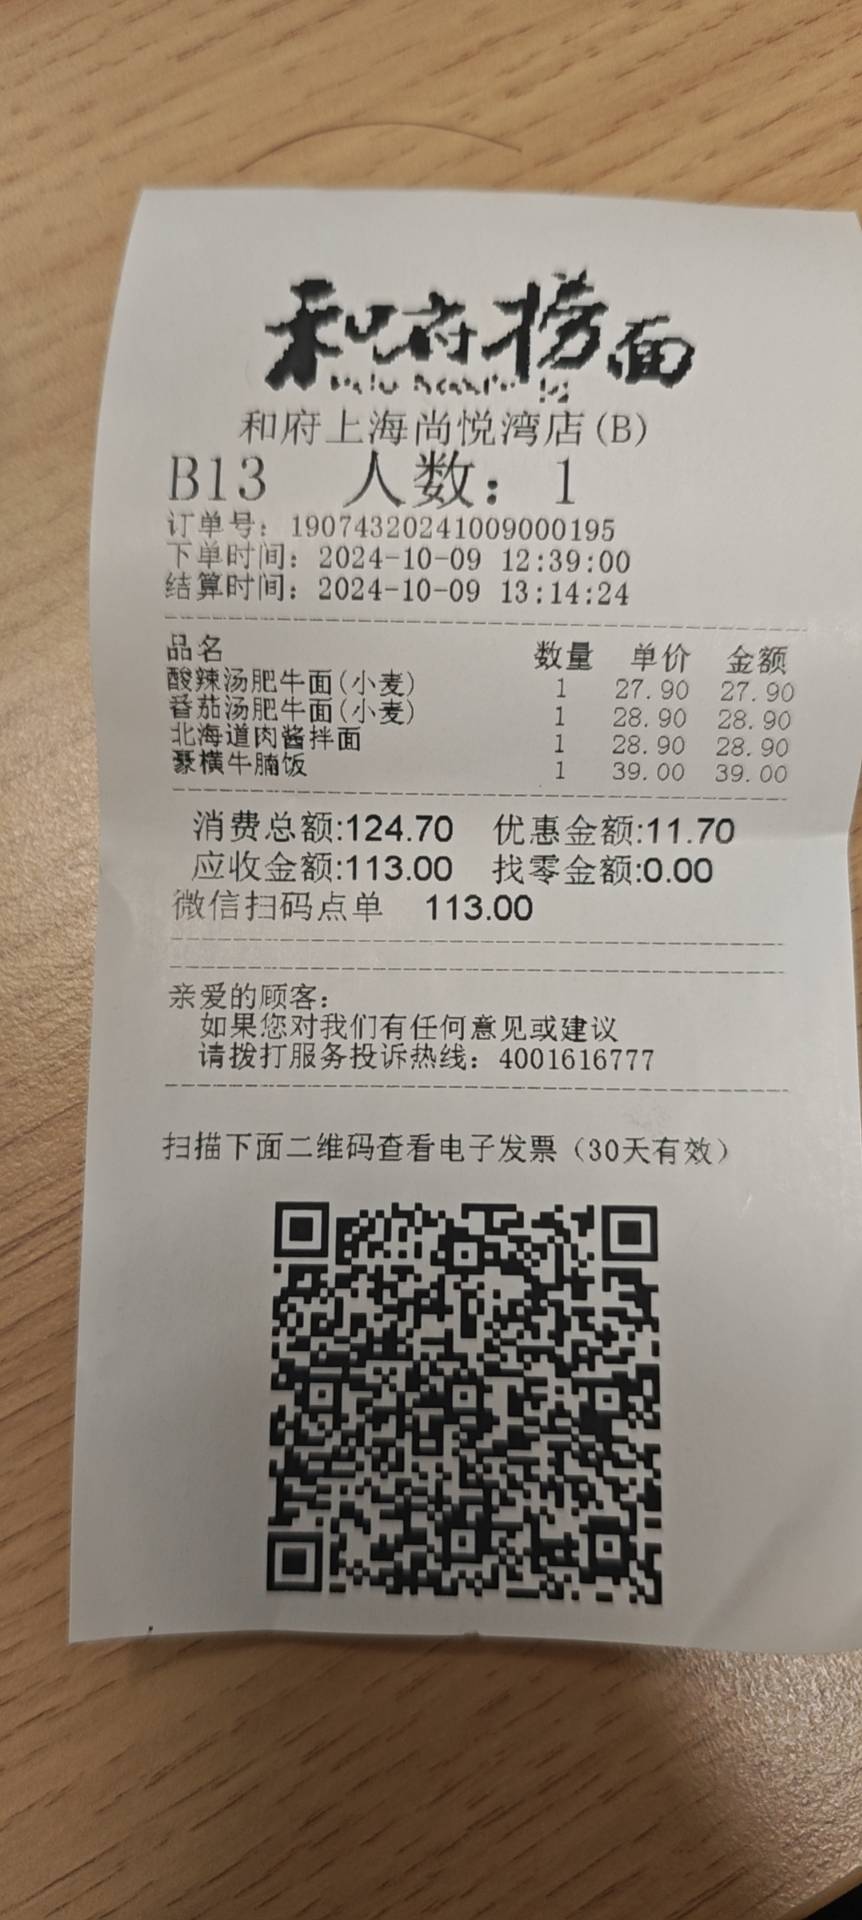 和府捞面
和府上海尚悦湾店(B)
B13 人数: 1
订单号: 19074320241009000195
下单时间: 2024-10-09 12:39:00
结算时间: 2024-10-09 13:14:24
品名 数量 单价 金额
酸辣汤肥牛面(小麦) 1 27.90 27.90
番茄汤肥牛面(小麦) 1 28.90 28.90
北海道肉酱拌面 1 28.90 28.90
豪横牛腩饭 1 39.00 39.00
消费总额:124.70 优惠金额:11.70
应收金额:113.00 找零金额:0.00
微信扫码点单 113.00
亲爱的顾客:
如果您对我们有任何意见或建议
请拨打服务投诉热线: 4001616777
扫描下面二维码查看电子发票（30天有效）